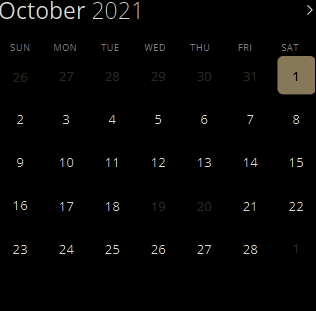 October 2021
SUN MON TUE WED THU FRI SAT
26 27 28 29 30 31 1
2 3 4 5 6 7 8
9 10 11 12 13 14 15
16 17 18 19 20 21 22
23 24 25 26 27 28 1